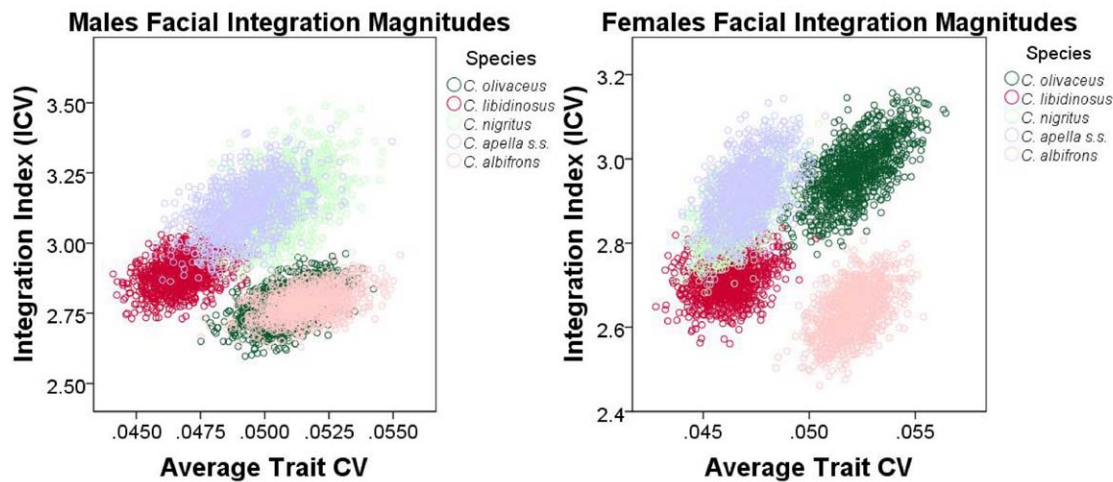 Males Facial Integration Magnitudes
Integration Index (ICV)
3.50
3.25
3.00
2.75
2.50
.0450 .0475 .0500 .0525 .0550
Average Trait CV
Species
C. olivaceus
C. libidinosus
C. nigritus
C. apella s.s.
C. albifrons
Females Facial Integration Magnitudes
Integration Index (ICV)
3.2
3.0
2.8
2.6
2.4
.045 .050 .055
Average Trait CV
Species
C. olivaceus
C. libidinosus
C. nigritus
C. apella s.s.
C. albifrons